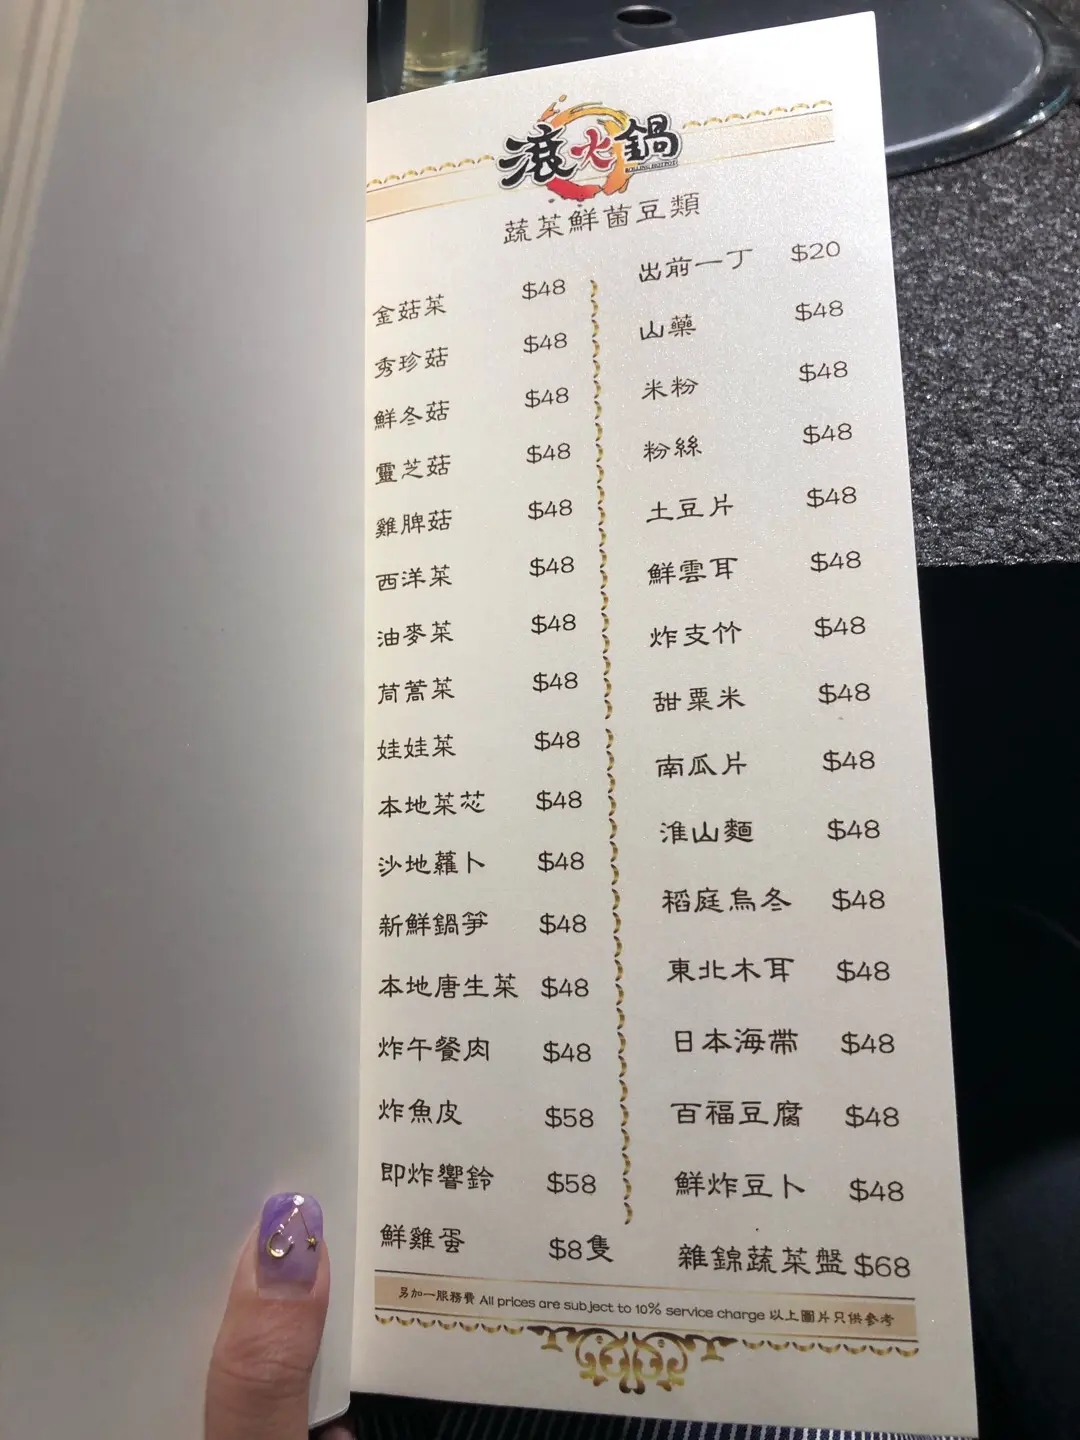 滾火鍋
ROLLING HOTPOT
蔬菜鮮菌豆類
金菇菜 $48
秀珍菇 $48
鮮冬菇 $48
靈芝菇 $48
雞脾菇 $48
西洋菜 $48
油麥菜 $48
茼蒿菜 $48
娃娃菜 $48
本地菜芯 $48
沙地蘿卜 $48
新鮮鍋笋 $48
本地唐生菜 $48
炸午餐肉 $48
炸魚皮 $58
即炸響鈴 $58
鮮雞蛋 $8隻
出前一丁 $20
山藥 $48
米粉 $48
粉絲 $48
土豆片 $48
鮮雲耳 $48
炸支竹 $48
甜粟米 $48
南瓜片 $48
淮山麵 $48
稻庭烏冬 $48
東北木耳 $48
日本海帶 $48
百福豆腐 $48
鮮炸豆卜 $48
雜錦蔬菜盤 $68
另加一服務費 All prices are subject to 10% service charge 以上圖片只供參考